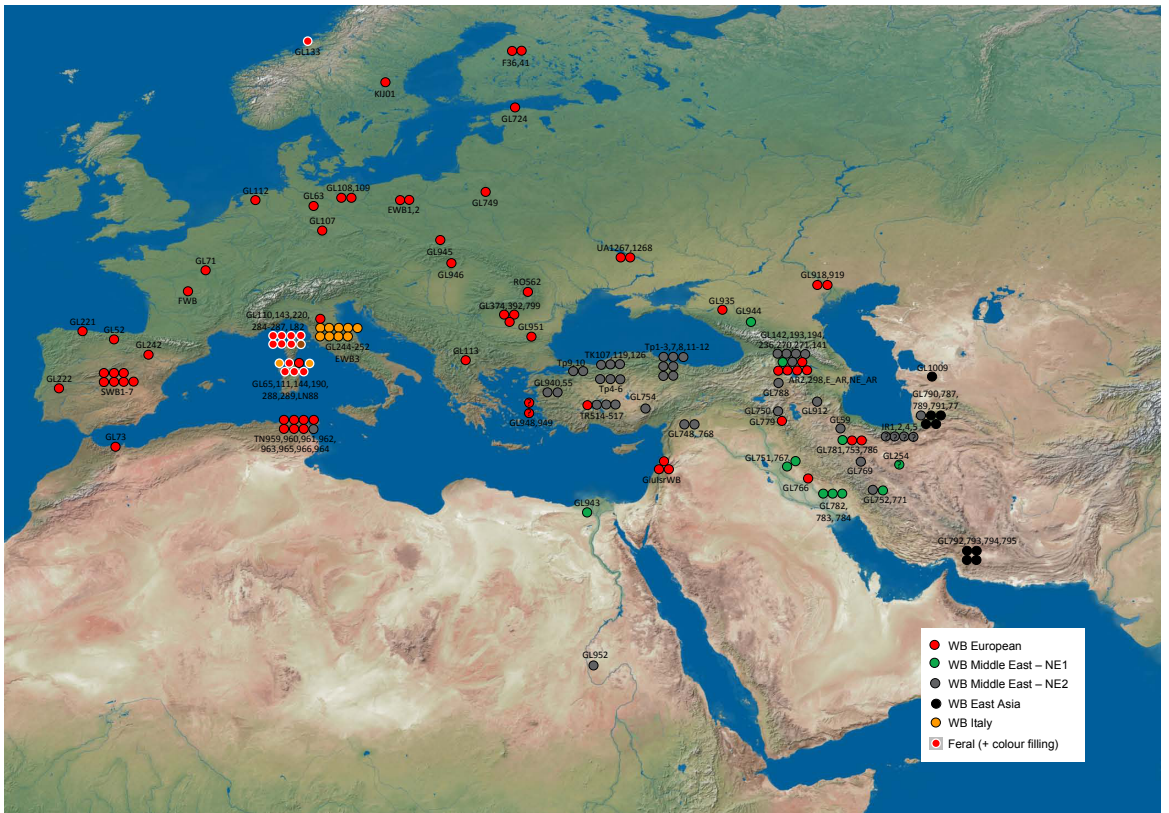 GL133
F36,41
KIJ01
GL724
GL112
GL63
GL108,109
EWB1,2
GL749
GL107
GL945
GL946
UA1267,1268
GL71
FWB
RO562
GL918,919
GL374,392,799
GL935
GL944
GL951
GL221
GL52
GL242
GL110,143,220,
284-287, L82
GL244-252
EWB3
GL113
GL142,193,194,
236,270,271,141
AR2,298,E_AR,NE_AR
Tp1-3,7,8,11-12
TK107,119,126
Tp9,10
Tp4-6
GL940,55
GL754
TR514-517
GL948,949
GL222
SWB1-7
GL65,111,144,190,
288,289,LN88
GL1009
GL790,787,
789,791,77
GL788
GL912
GL750
GL779
GL59
IR1,2,4,5
GL73
TN959,960,961,962,
963,965,966,964
GL748, ,768
GL781,753,786
GL254
GL751,767
GL769
GluIsrWB
GL766
GL752,771
GL782,
783, 784
GL943
GL792,793,794,795
GL952
WB European
WB Middle East – NE1
WB Middle East – NE2
WB East Asia
WB Italy
Feral (+ colour filling)